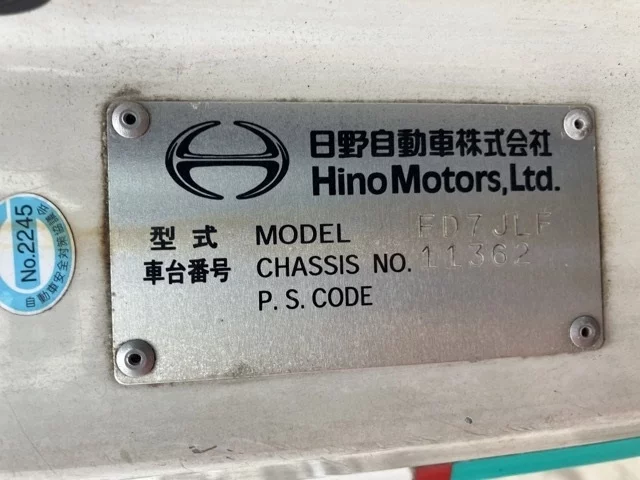 日野自動車株式会社
Hino Motors, Ltd.
型式 MODEL FD7JLF
車台番号 CHASSIS NO. 11362
P. S. CODE
No.2245